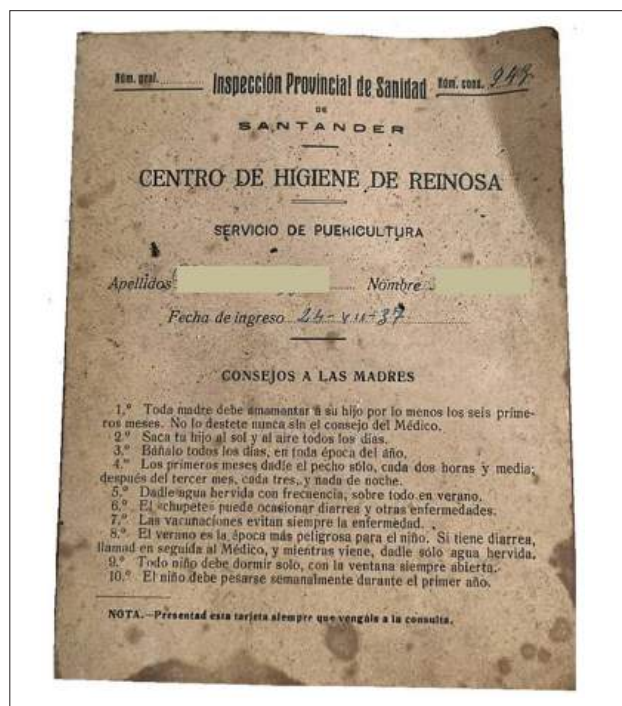 Núm. gral. Inspección Provincial de Sanidad Núm. cons. 949
DE
SANTANDER
CENTRO DE HIGIENE DE REINOSA
SERVICIO DE PUERICULTURA
Apellidos Nombre
Fecha de ingreso 24-VII-37
CONSEJOS A LAS MADRES
1.º Toda madre debe amamantar a su hijo por lo menos los seis prime-
ros meses. No lo destete nunca sin el consejo del Médico.
2.º Saca tu hijo al sol y al aire todos los días.
3.º Báñalo todos los días, en toda época del año.
4.º Los primeros meses dadle el pecho sólo, cada dos horas y media;
después del tercer mes, cada tres, y nada de noche.
5.º Dadle agua hervida con frecuencia, sobre todo en verano.
6.º El «chupete» puede ocasionar diarrea y otras enfermedades.
7.º Las vacunaciones evitan siempre la enfermedad.
8.º El verano es la época más peligrosa para el niño. Si tiene diarrea,
llamad en seguida al Médico, y mientras viene, dadle sólo agua hervida.
9.º Todo niño debe dormir solo, con la ventana siempre abierta.
10.º El niño debe pesarse semanalmente durante el primer año.
NOTA.—Presentad esta tarjeta siempre que vengáis a la consulta.